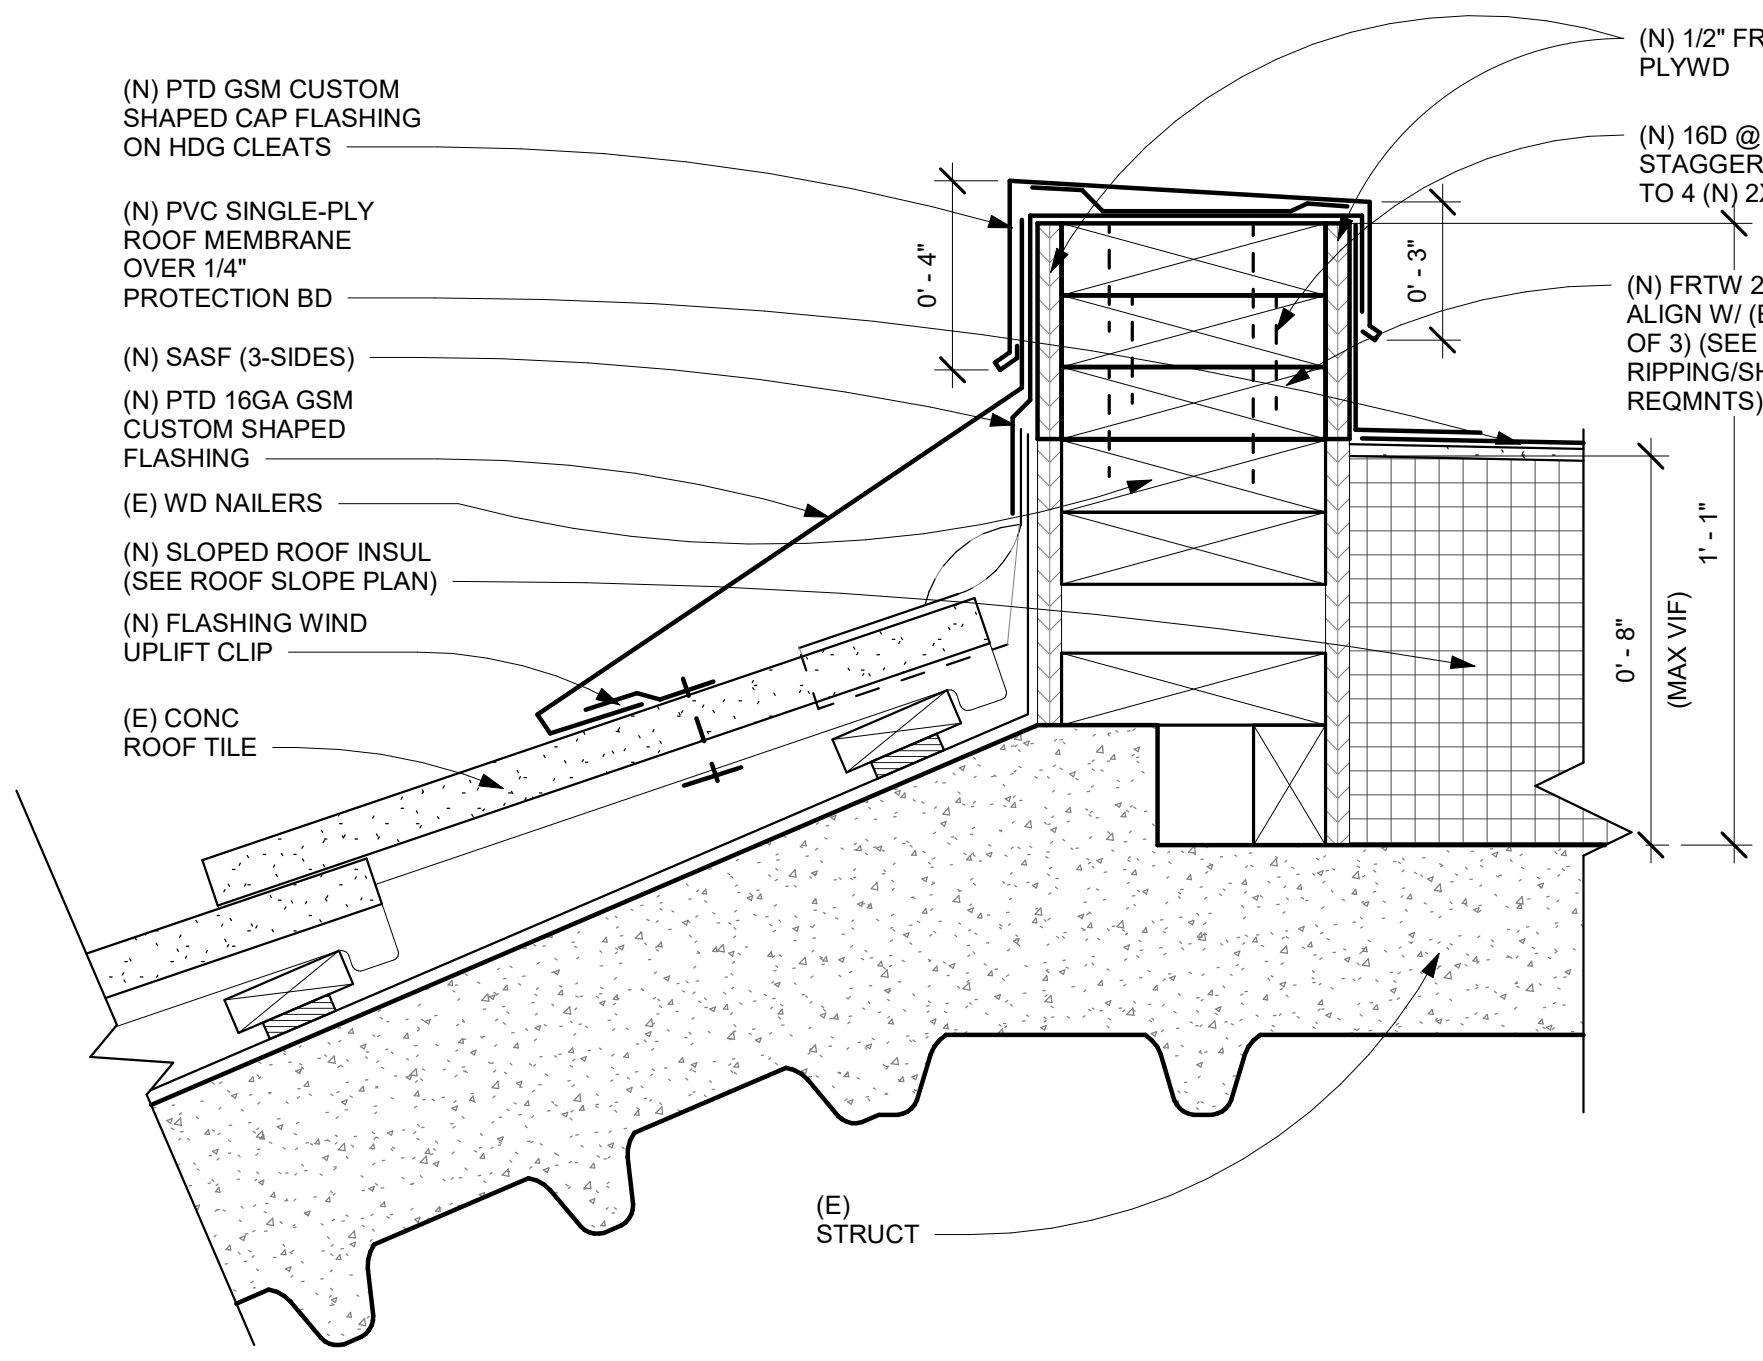 (N) PTD GSM CUSTOM
SHAPED CAP FLASHING
ON HDG CLEATS
(N) PVC SINGLE-PLY
ROOF MEMBRANE
OVER 1/4"
PROTECTION BD
(N) SASF (3-SIDES)
(N) PTD 16GA GSM
CUSTOM SHAPED
FLASHING
(E) WD NAILERS
(N) SLOPED ROOF INSUL
(SEE ROOF SLOPE PLAN)
(N) FLASHING WIND
UPLIFT CLIP
(E) CONC
ROOF TILE
0' - 4"
0' - 3"
(N) 1/2" FR
PLYWD
(N) 16D @
STAGGER
TO 4 (N) 2X
(N) FRTW 2
ALIGN W/ (E
OF 3) (SEE
RIPPING/SH
REQMNTS)
0' - 8"
(MAX VIF)
1' - 1"
(E)
STRUCT